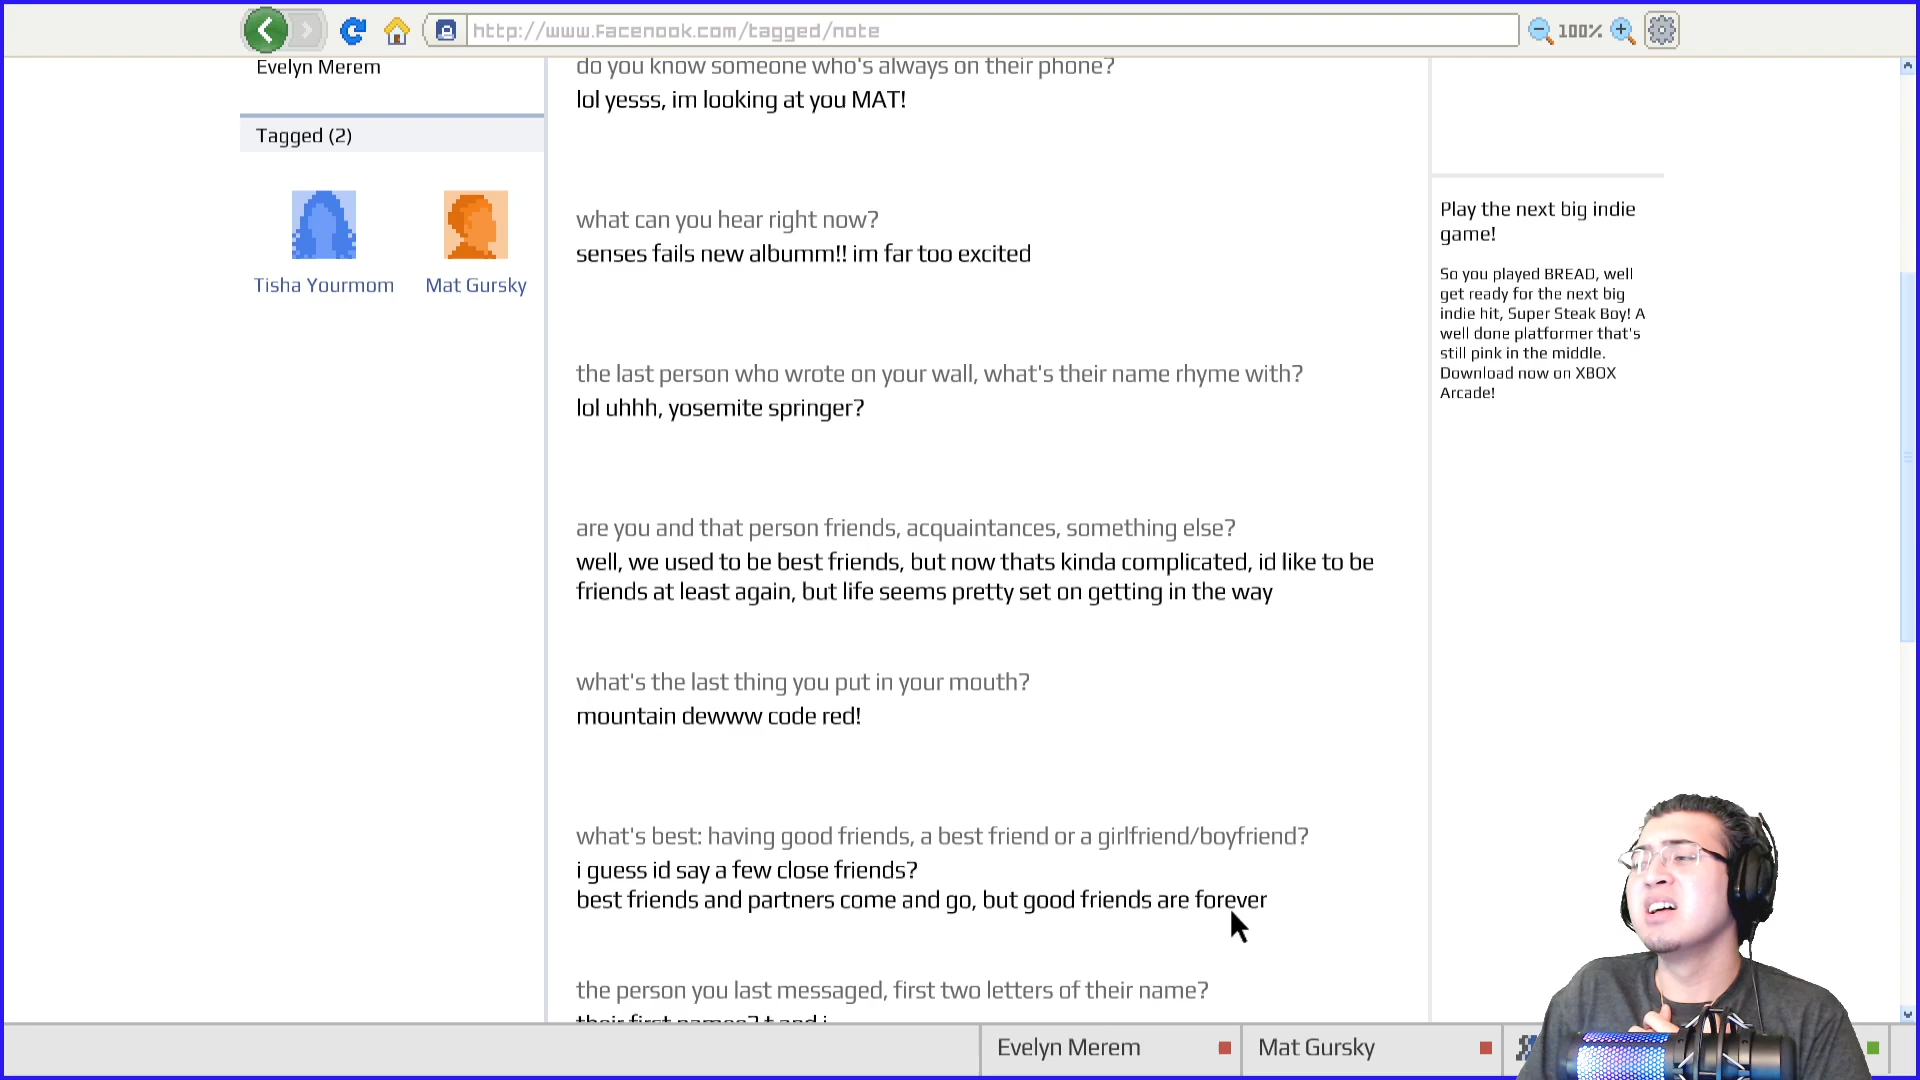 http://www.facenook.com/tagged/note
100%
Evelyn Merem
Tagged (2)
Tisha Yourmom
Mat Gursky
do you know someone who's always on their phone?
lol yesss, im looking at you MAT!
what can you hear right now?
senses fails new albumm!! im far too excited
the last person who wrote on your wall, what's their name rhyme with?
lol uhhh, yosemite springer?
are you and that person friends, acquaintances, something else?
well, we used to be best friends, but now thats kinda complicated, id like to be
friends at least again, but life seems pretty set on getting in the way
what's the last thing you put in your mouth?
mountain dewww code red!
what's best: having good friends, a best friend or a girlfriend/boyfriend?
i guess id say a few close friends?
best friends and partners come and go, but good friends are forever
the person you last messaged, first two letters of their name?
their first names? t and i
Play the next big indie
game!
So you played BREAD, well
get ready for the next big
indie hit, Super Steak Boy! A
well done platformer that's
still pink in the middle.
Download now on XBOX
Arcade!
Evelyn Merem
Mat Gursky